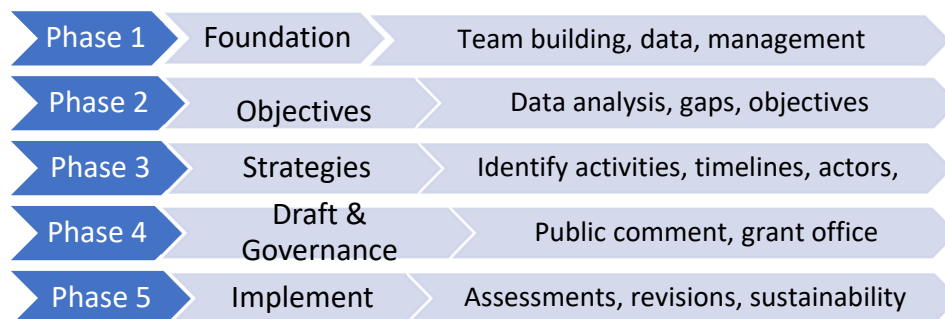 Phase 1 Foundation Team building, data, management
Phase 2 Objectives Data analysis, gaps, objectives
Phase 3 Strategies Identify activities, timelines, actors,
Phase 4 Draft & Governance Public comment, grant office
Phase 5 Implement Assessments, revisions, sustainability